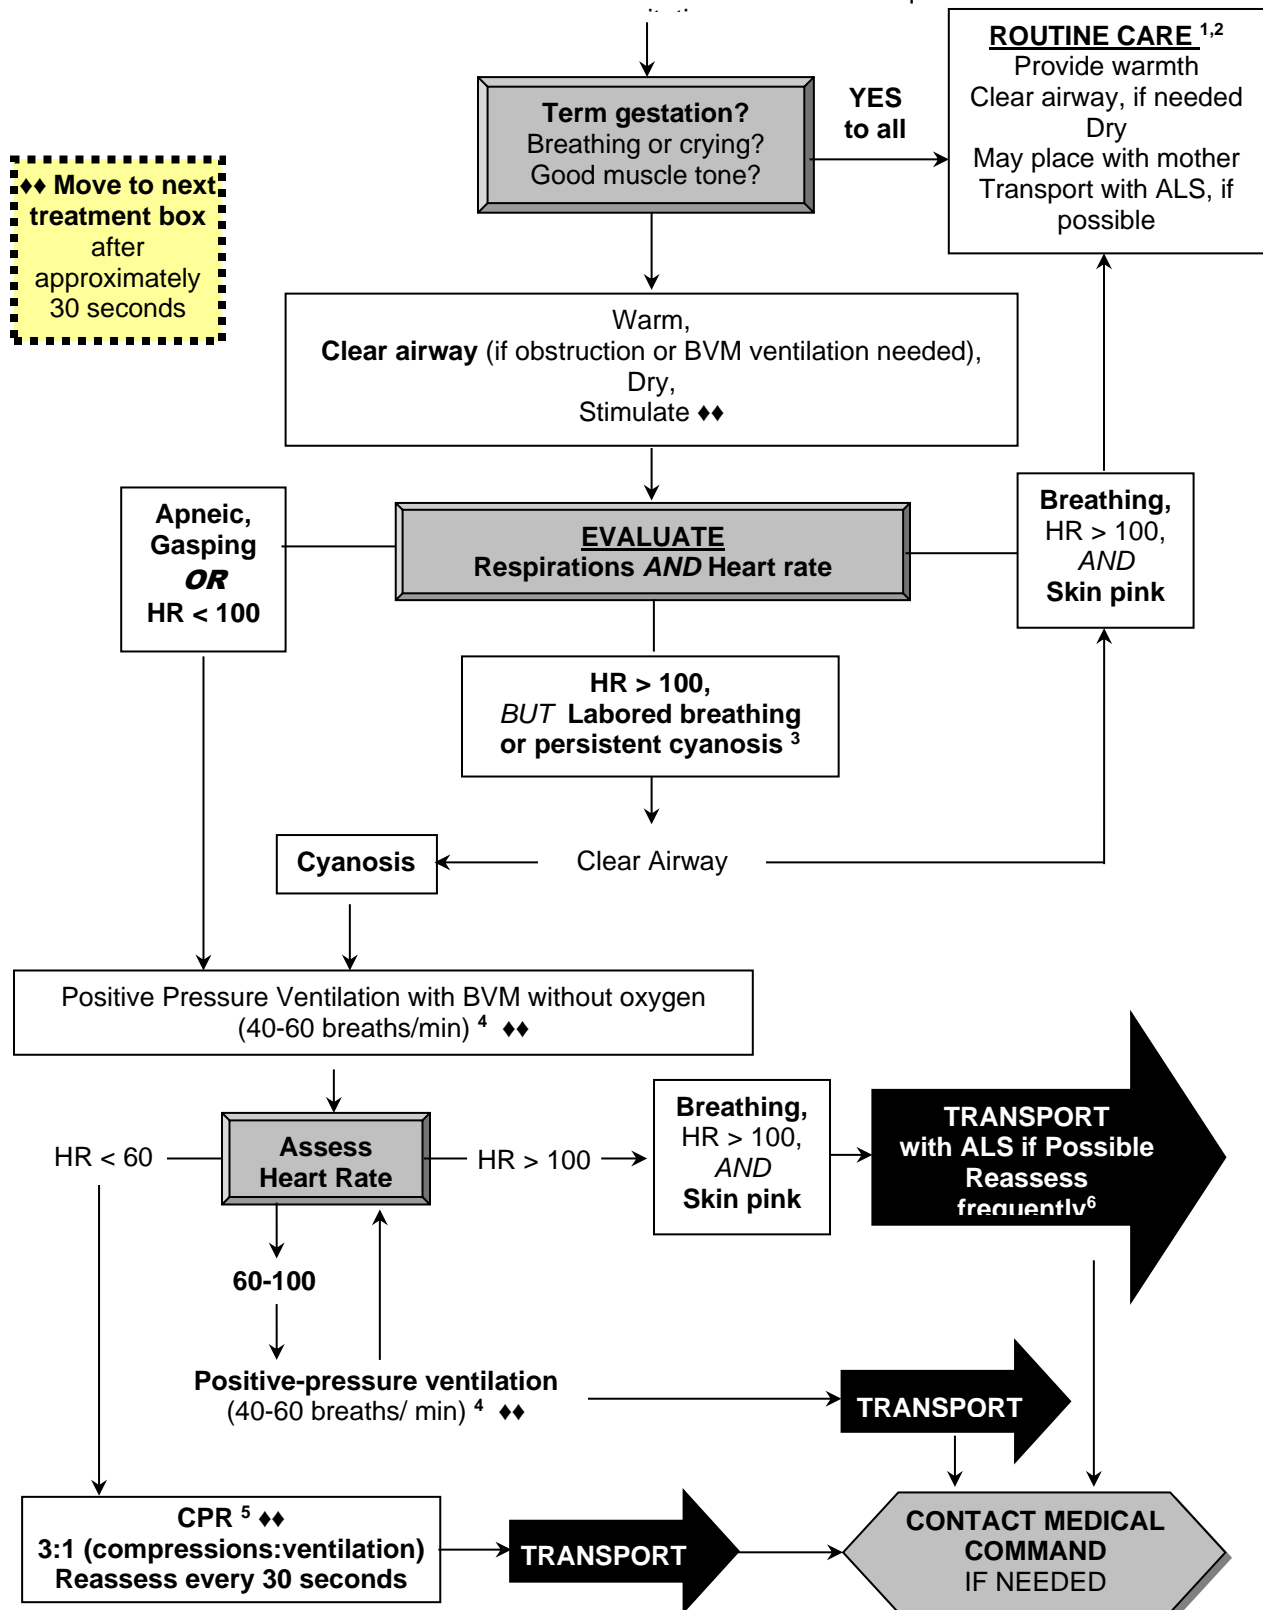 ROUTINE CARE 1,2
Provide warmth
Clear airway, if needed
Dry
May place with mother
Transport with ALS, if
possible
Term gestation?
Breathing or crying?
Good muscle tone?
YES
to all
♦♦ Move to next
treatment box
after
approximately
30 seconds
Warm,
Clear airway (if obstruction or BVM ventilation needed),
Dry,
Stimulate ♦♦
Apneic,
Gasping
OR
HR < 100
EVALUATE
Respirations AND Heart rate
Breathing,
HR > 100,
AND
Skin pink
HR > 100,
BUT Labored breathing
or persistent cyanosis 3
Cyanosis
Clear Airway
Positive Pressure Ventilation with BVM without oxygen
(40-60 breaths/min) 4 ♦♦
HR < 60
Assess
Heart Rate
HR > 100
Breathing,
HR > 100,
AND
Skin pink
TRANSPORT
with ALS if Possible
Reassess
frequently6
60-100
Positive-pressure ventilation
(40-60 breaths/ min) 4 ♦♦
TRANSPORT
CPR 5 ♦♦
3:1 (compressions:ventilation)
Reassess every 30 seconds
TRANSPORT
CONTACT MEDICAL
COMMAND
IF NEEDED